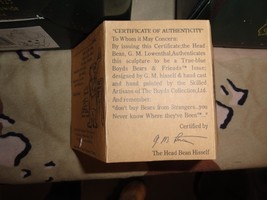 "CERTIFICATE OF AUTHENTICITY"
To Whom it May Concern:
By issuing this Certificate, the Head
Bean, G. M. Lowenthal, Authenticates
this sculpture to be a True-blue
Boyds Bears & Friends™ Issue:
designed by G. M. Himself & hand cast
and hand painted by the Skilled
Artisans of The Boyds Collection Ltd.
And remember:
"don't buy Bears from Strangers, you
Never Know Where they've Been!"..
Certified by
The Head Bean Himself